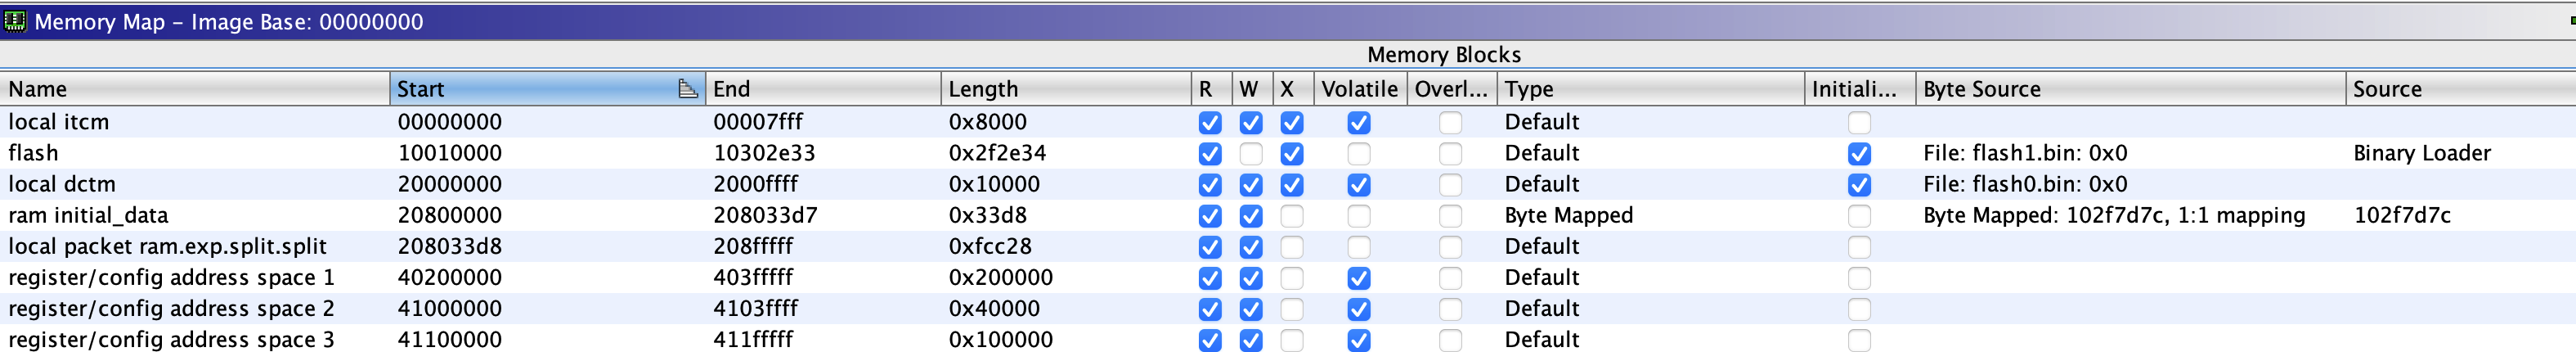 Memory Map – Image Base: 00000000
Memory Blocks
Name Start End Length R W X Volatile Overl... Type Initiali... Byte Source Source
local itcm 00000000 00007fff 0x8000 Default
flash 10010000 10302e33 0x2f2e34 Default File: flash1.bin: 0x0 Binary Loader
local dctm 20000000 2000ffff 0x10000 Default File: flash0.bin: 0x0
ram initial_data 20800000 208033d7 0x33d8 Byte Mapped Byte Mapped: 102f7d7c, 1:1 mapping 102f7d7c
local packet ram.exp.split.split 208033d8 208fffff 0xfcc28 Default
register/config address space 1 40200000 403fffff 0x200000 Default
register/config address space 2 41000000 4103ffff 0x40000 Default
register/config address space 3 41100000 411fffff 0x100000 Default